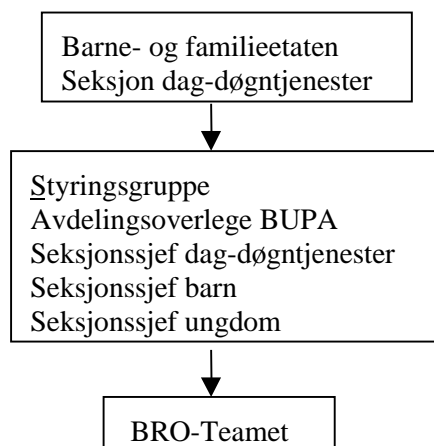 Barne- og familieetaten
Seksjon dag-døgntjenester
Styringsgruppe
Avdelingsoverlege BUPA
Seksjonssjef dag-døgntjenester
Seksjonssjef barn
Seksjonssjef ungdom
BRO-Teamet